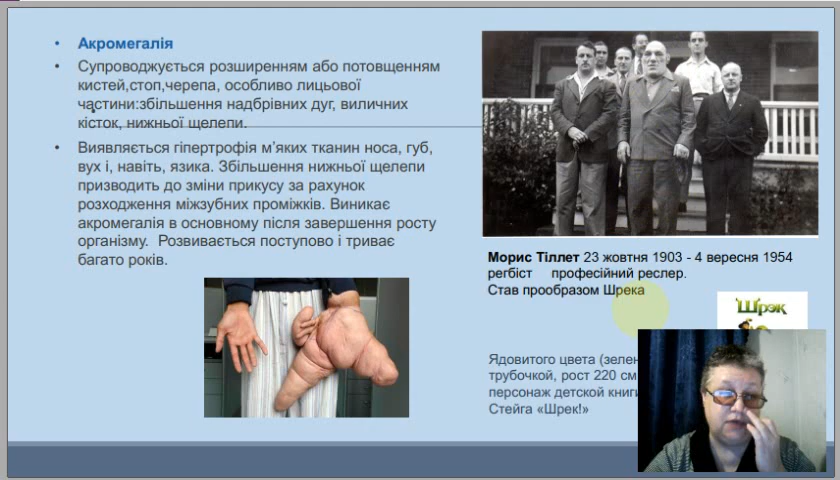 Акромегалія
Супроводжується розширенням або потовщенням
кистей,стоп,черепа, особливо лицьової
частини:збільшення надбрівних дуг, виличних
кісток, нижньої щелепи.
Виявляється гіпертрофія м’яких тканин носа, губ,
вух і, навіть, язика. Збільшення нижньої щелепи
призводить до зміни прикусу за рахунок
розходження міжзубних проміжків. Виникає
акромегалія в основному після завершення росту
організму. Розвивається поступово і триває
багато років.
Морис Тіллет 23 жовтня 1903 - 4 вересня 1954
регбіст професійний реслер.
Став прообразом Шрека
Шрэк
Ядовитого цвета
трубочкой, рост 220 см
персонаж детской
Стейга «Шрек!»